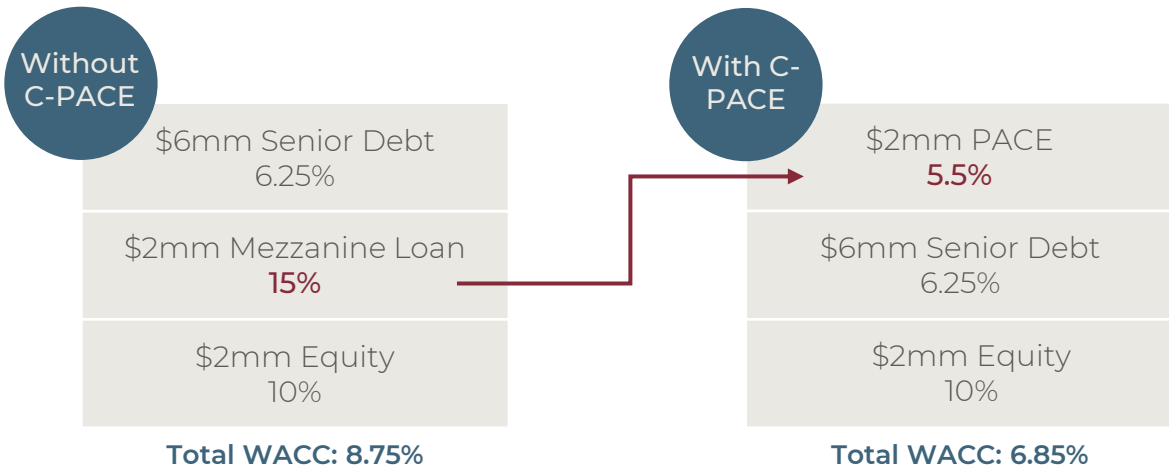 Without
C-PACE
$6mm Senior Debt
6.25%
$2mm Mezzanine Loan
15%
$2mm Equity
10%
Total WACC: 8.75%
With C-
PACE
$2mm PACE
5.5%
$6mm Senior Debt
6.25%
$2mm Equity
10%
Total WACC: 6.85%